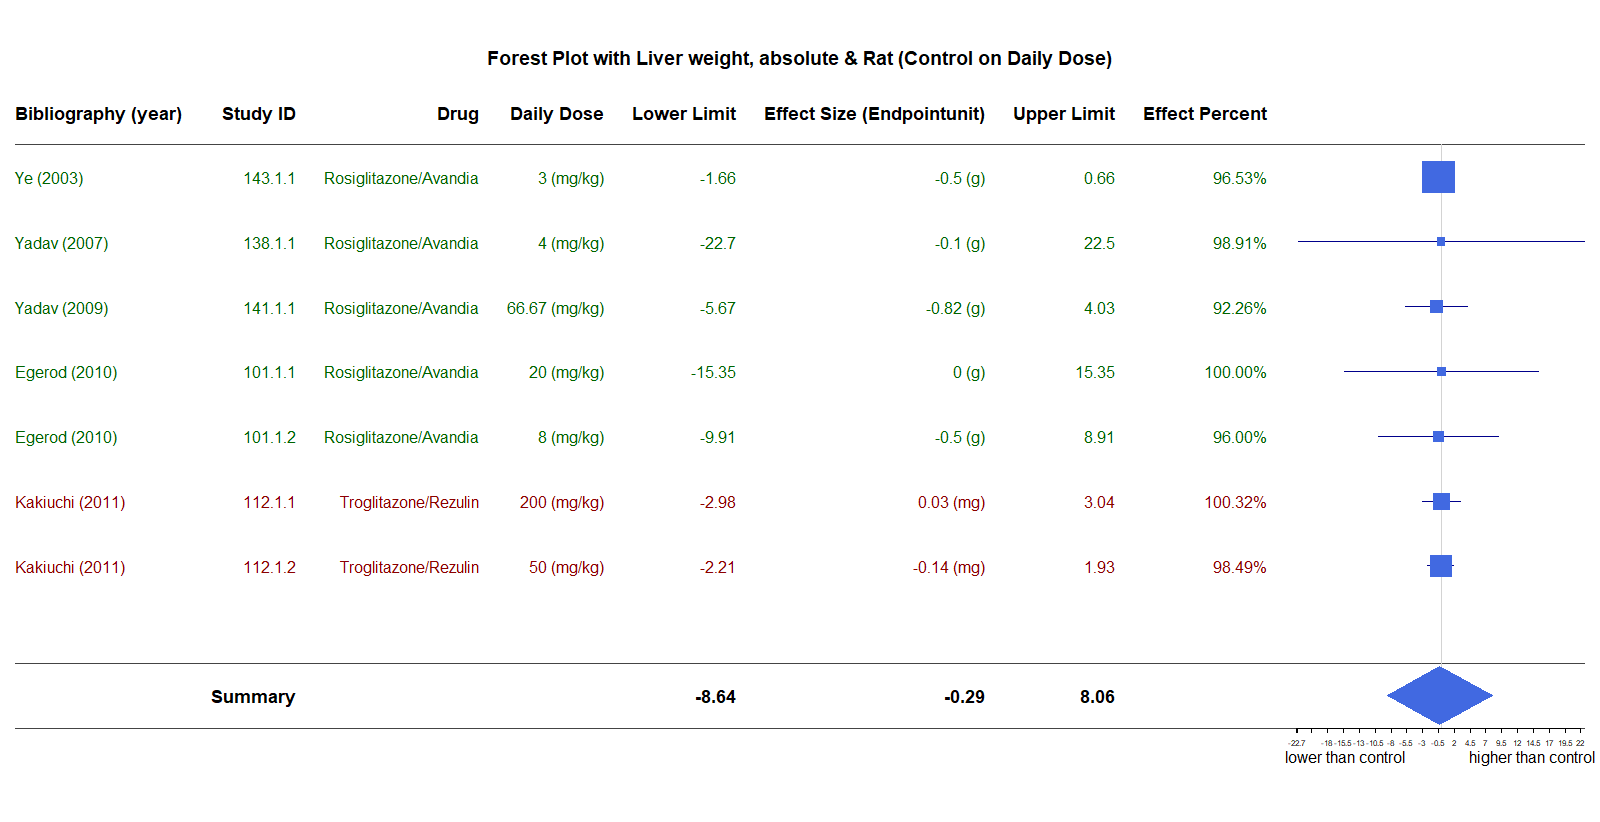 Forest Plot with Liver weight, absolute & Rat (Control on Daily Dose)
Bibliography (year) Study ID Drug Daily Dose Lower Limit Effect Size (Endpointunit) Upper Limit Effect Percent
Ye (2003) 143.1.1 Rosiglitazone/Avandia 3 (mg/kg) -1.66 -0.5 (g) 0.66 96.53%
Yadav (2007) 138.1.1 Rosiglitazone/Avandia 4 (mg/kg) -22.7 -0.1 (g) 22.5 98.91%
Yadav (2009) 141.1.1 Rosiglitazone/Avandia 66.67 (mg/kg) -5.67 -0.82 (g) 4.03 92.26%
Egerod (2010) 101.1.1 Rosiglitazone/Avandia 20 (mg/kg) -15.35 0 (g) 15.35 100.00%
Egerod (2010) 101.1.2 Rosiglitazone/Avandia 8 (mg/kg) -9.91 -0.5 (g) 8.91 96.00%
Kakiuchi (2011) 112.1.1 Troglitazone/Rezulin 200 (mg/kg) -2.98 0.03 (mg) 3.04 100.32%
Kakiuchi (2011) 112.1.2 Troglitazone/Rezulin 50 (mg/kg) -2.21 -0.14 (mg) 1.93 98.49%
Summary -8.64 -0.29 8.06
-22.7 -18 -15.5 -13 -10.5 -8 -5.5 -3 -0.5 2 4.5 7 9.5 12 14.5 17 19.5 22
lower than control higher than control